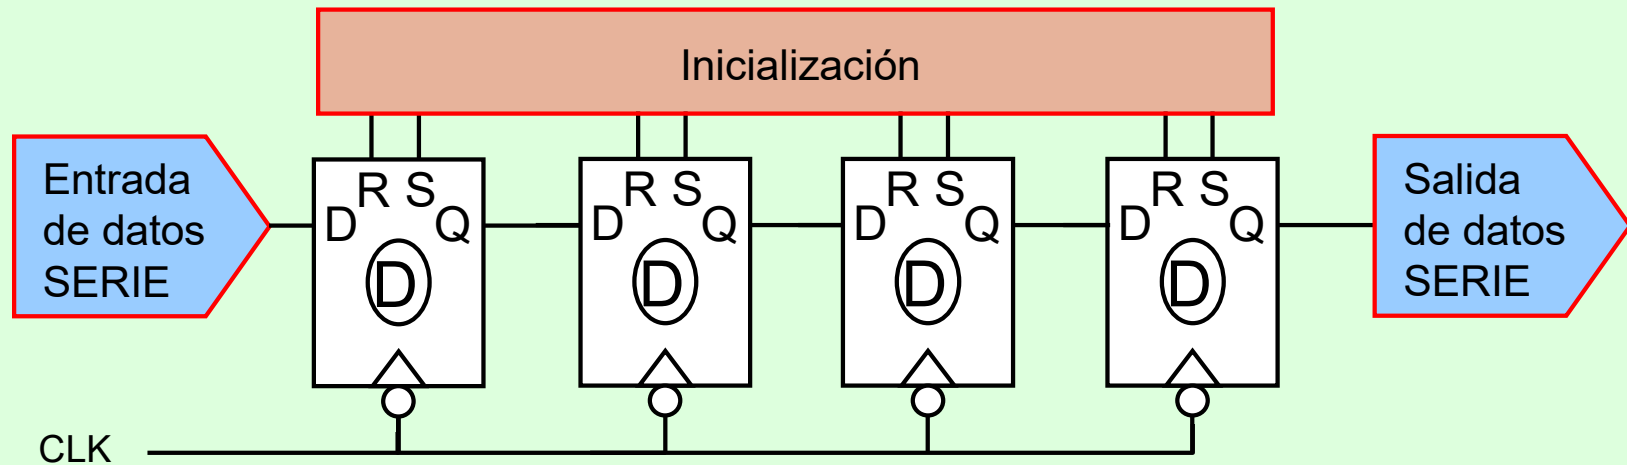 Inicialización
Entrada
de datos
SERIE
R S
D Q
D
R S
D Q
D
R S
D Q
D
R S
D Q
D
Salida
de datos
SERIE
CLK